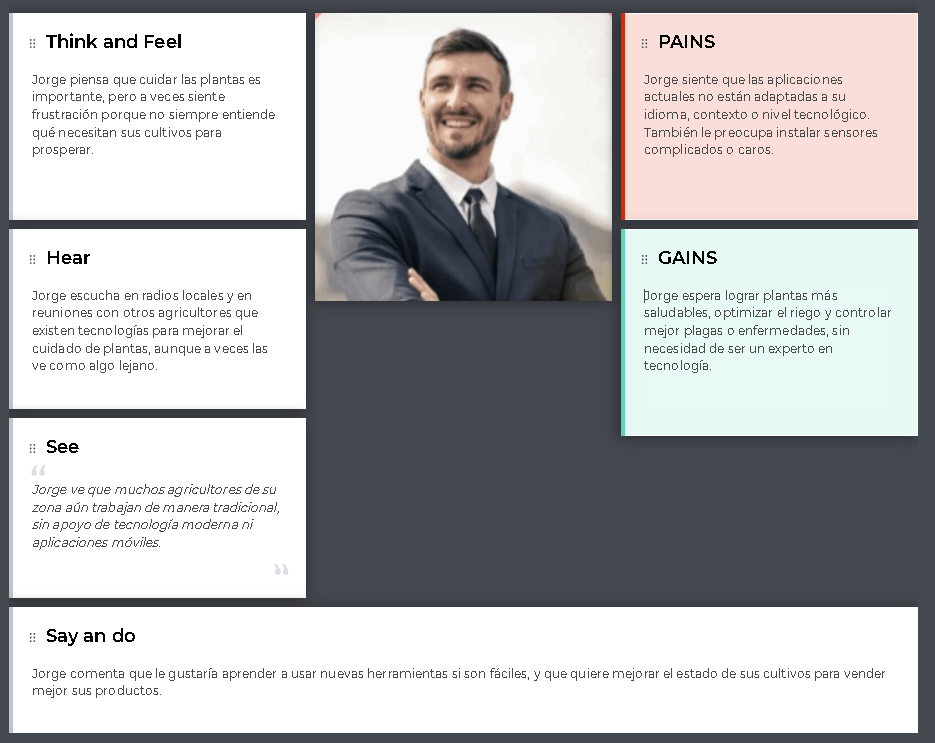 Think and Feel
Jorge piensa que cuidar las plantas es
importante, pero a veces siente
frustración porque no siempre entiende
qué necesitan sus cultivos para
prosperar.
PAINS
Jorge siente que las aplicaciones
actuales no están adaptadas a su
idioma, contexto o nivel tecnológico.
También le preocupa instalar sensores
complicados o caros.
Hear
Jorge escucha en radios locales y en
reuniones con otros agricultores que
existen tecnologías para mejorar el
cuidado de plantas, aunque a veces las
ve como algo lejano.
GAINS
Jorge espera lograr plantas más
saludables, optimizar el riego y controlar
mejor plagas o enfermedades, sin
necesidad de ser un experto en
tecnología.
See
“
Jorge ve que muchos agricultores de su
zona aún trabajan de manera tradicional,
sin apoyo de tecnología moderna ni
aplicaciones móviles.
”
Say an do
Jorge comenta que le gustaría aprender a usar nuevas herramientas si son fáciles, y que quiere mejorar el estado de sus cultivos para vender
mejor sus productos.